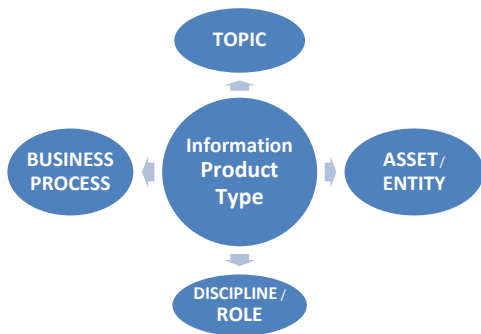 TOPIC
BUSINESS
PROCESS
Information
Product
Type
ASSET/
ENTITY
DISCIPLINE /
ROLE